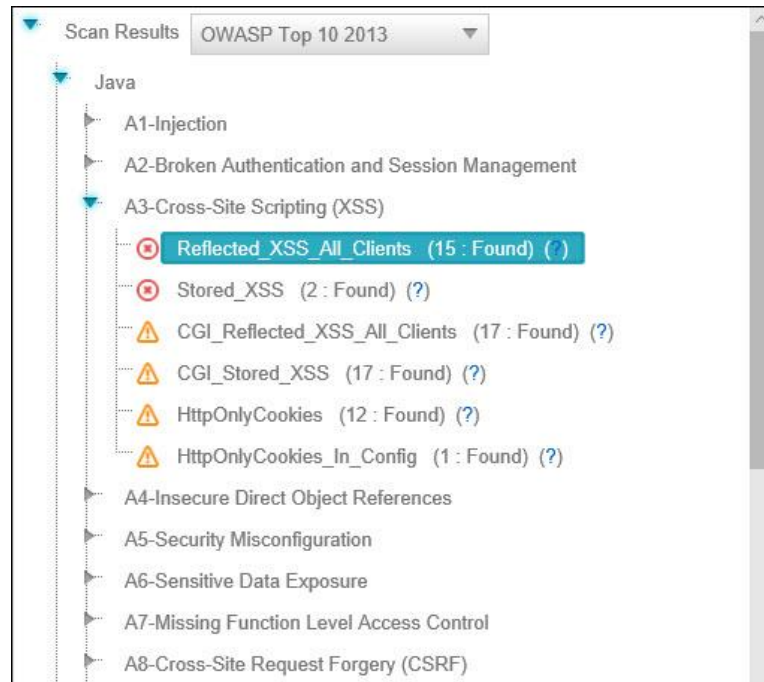 Scan Results OWASP Top 10 2013
Java
A1-Injection
A2-Broken Authentication and Session Management
A3-Cross-Site Scripting (XSS)
Reflected_XSS_All_Clients (15 : Found) (?)
Stored_XSS (2 : Found) (?)
CGI_Reflected_XSS_All_Clients (17 : Found) (?)
CGI_Stored_XSS (17 : Found) (?)
HttpOnlyCookies (12 : Found) (?)
HttpOnlyCookies_In_Config (1 : Found) (?)
A4-Insecure Direct Object References
A5-Security Misconfiguration
A6-Sensitive Data Exposure
A7-Missing Function Level Access Control
A8-Cross-Site Request Forgery (CSRF)